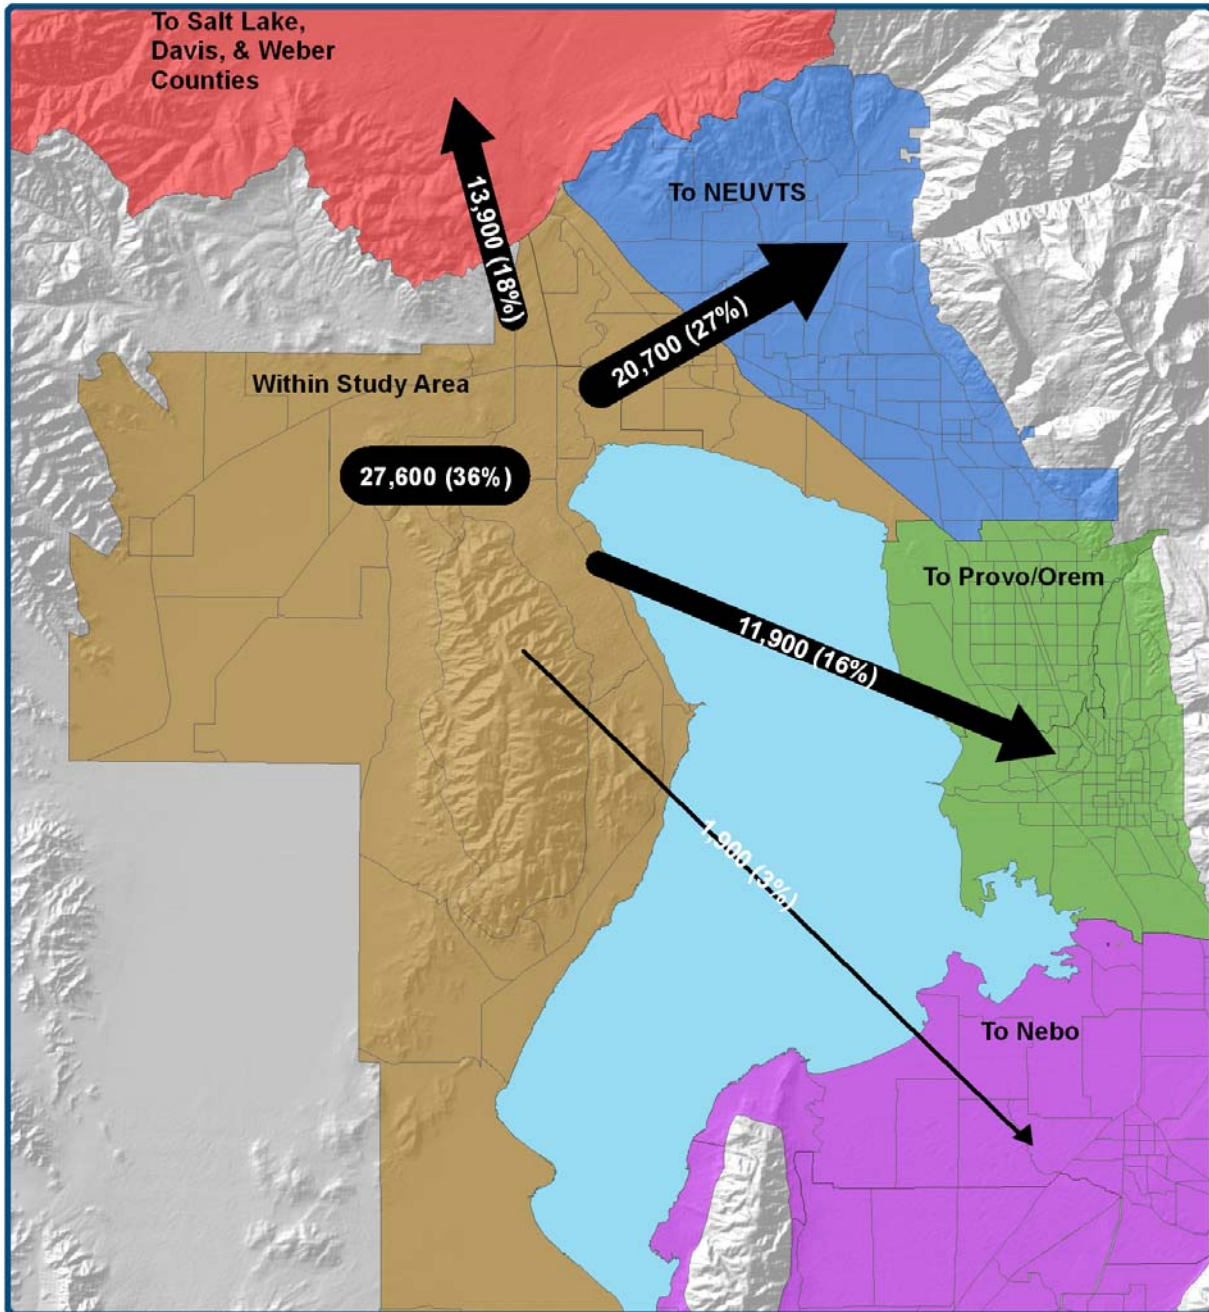 To Salt Lake,
Davis, & Weber
Counties
13,900 (18%)
To NEUVTS
20,700 (27%)
Within Study Area
27,600 (36%)
To Provo/Orem
11,900 (16%)
1,900 (3%)
To Nebo